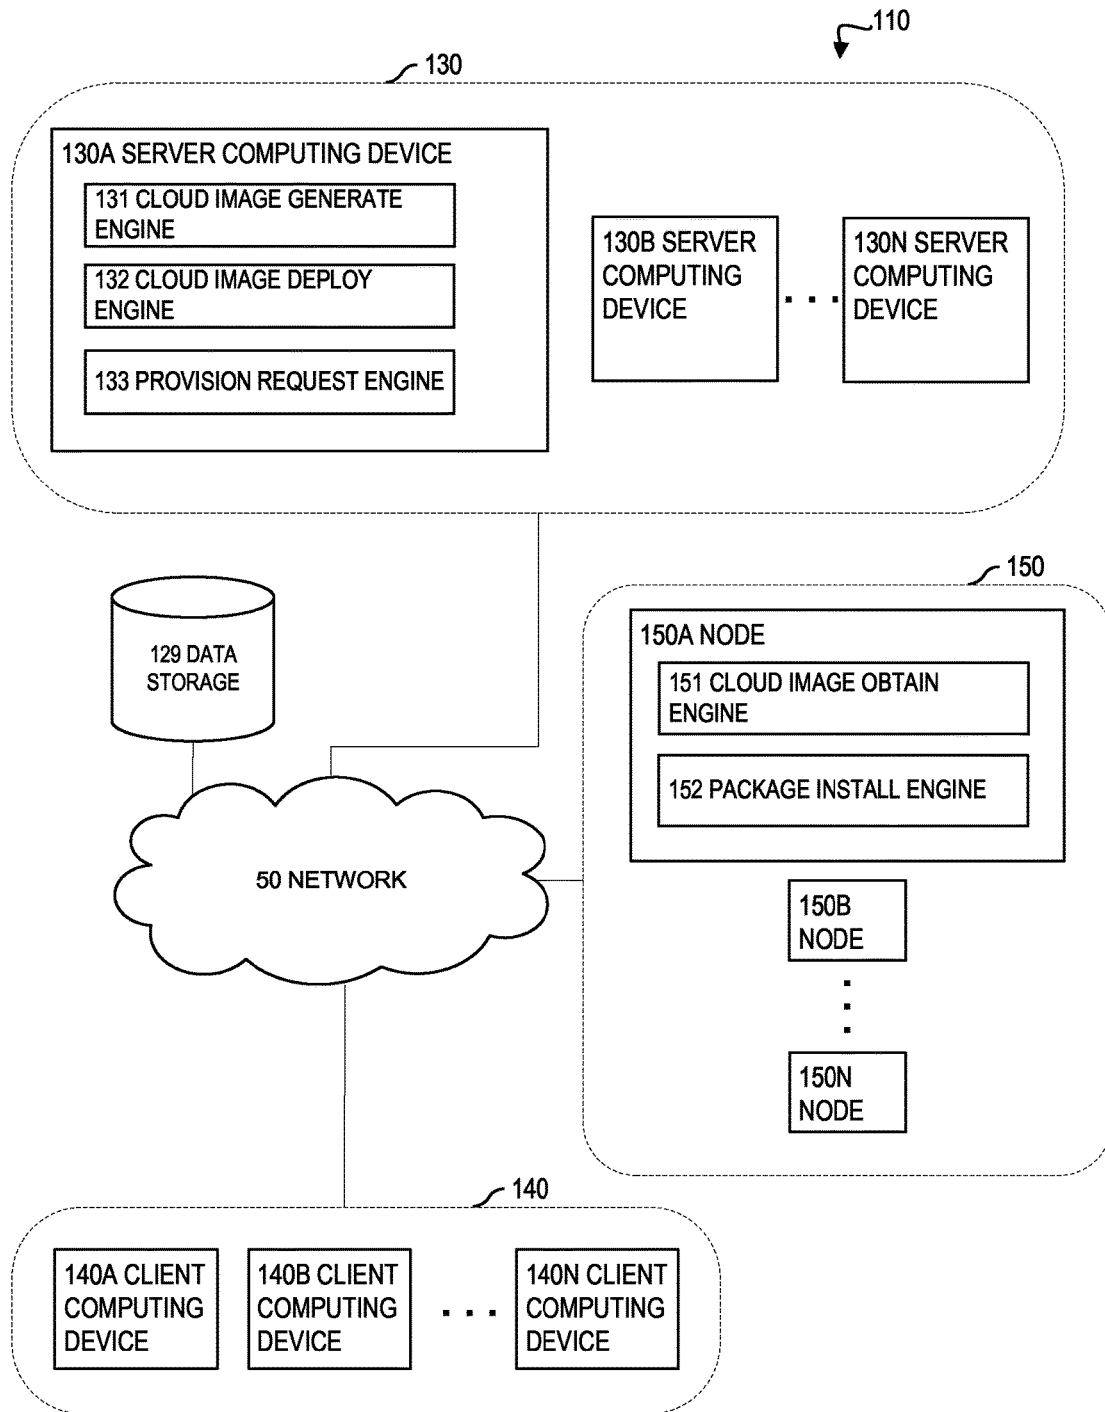 110
130
130A SERVER COMPUTING DEVICE
131 CLOUD IMAGE GENERATE
ENGINE
132 CLOUD IMAGE DEPLOY
ENGINE
133 PROVISION REQUEST ENGINE
130B SERVER
COMPUTING
DEVICE
. . .
130N SERVER
COMPUTING
DEVICE
129 DATA
STORAGE
50 NETWORK
150
150A NODE
151 CLOUD IMAGE OBTAIN
ENGINE
152 PACKAGE INSTALL ENGINE
150B
NODE
150N
NODE
140
140A CLIENT
COMPUTING
DEVICE
140B CLIENT
COMPUTING
DEVICE
. . .
140N CLIENT
COMPUTING
DEVICE